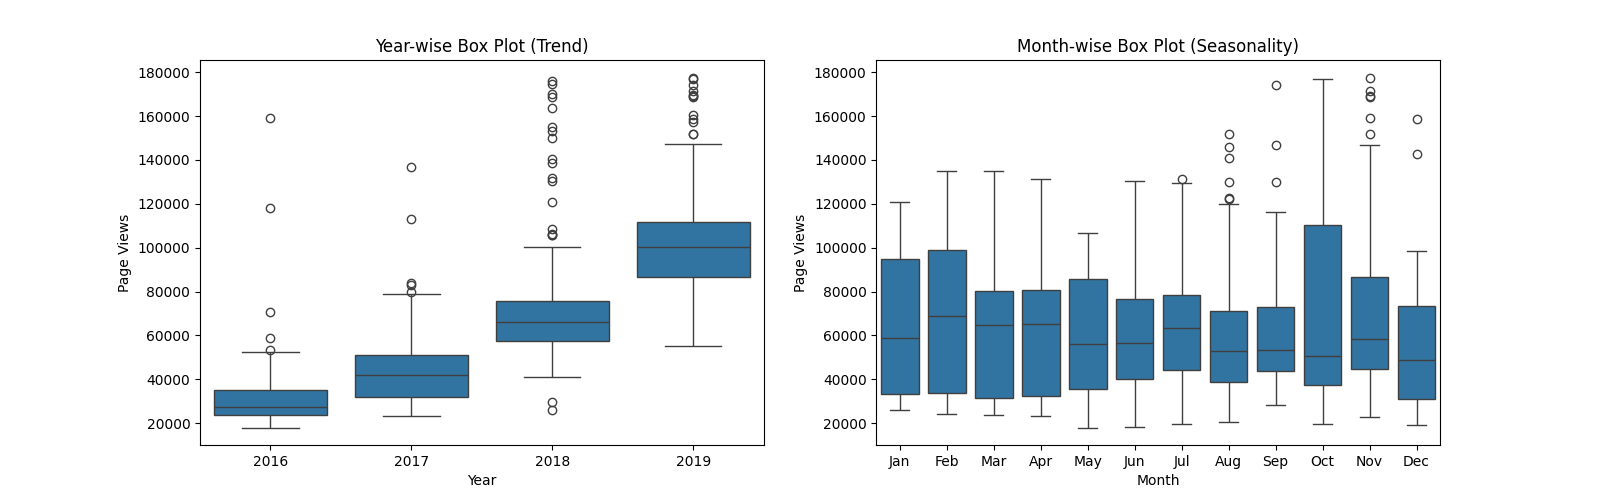 Year-wise Box Plot (Trend)
180000
160000
140000
120000
100000
80000
60000
40000
20000
Page Views
2016 2017 2018 2019
Year
Month-wise Box Plot (Seasonality)
180000
160000
140000
120000
100000
80000
60000
40000
20000
Page Views
Jan Feb Mar Apr May Jun Jul Aug Sep Oct Nov Dec
Month